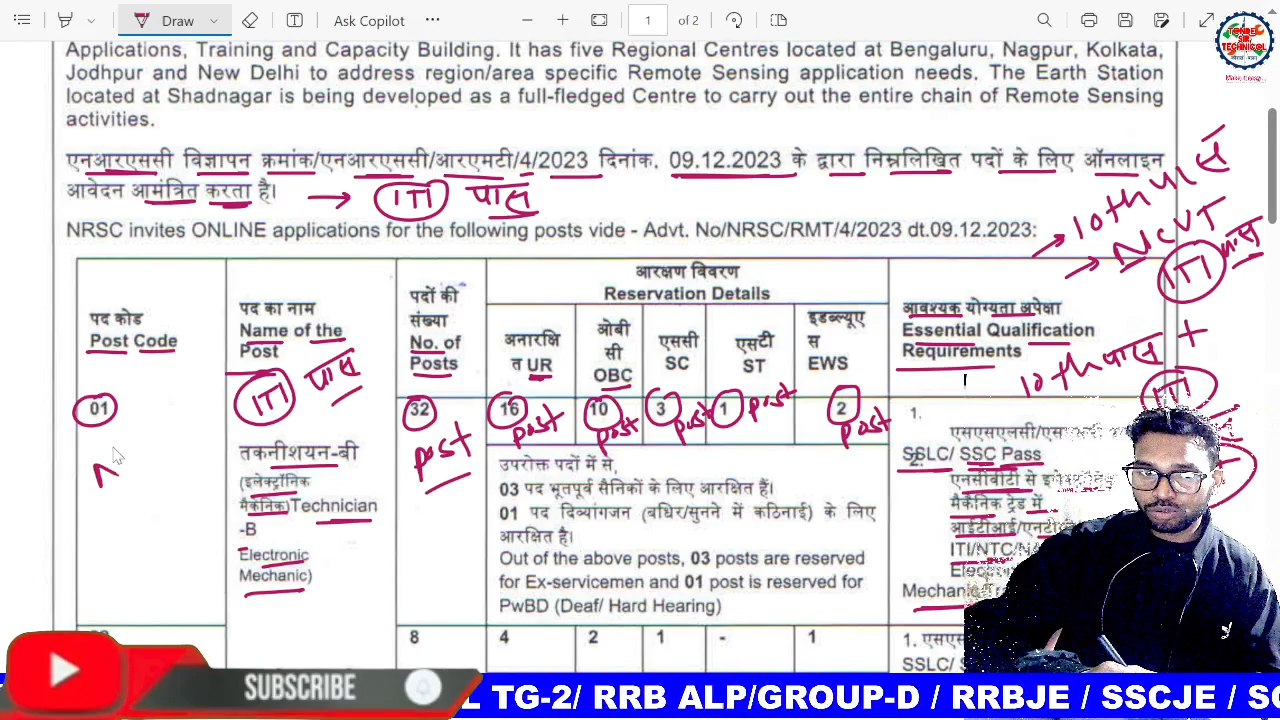 Draw
Ask Copilot
1
of 2
TONDE SIR TECHNICAL
Applications, Training and Capacity Building. It has five Regional Centres located at Bengaluru, Nagpur, Kolkata,
Jodhpur and New Delhi to address region/area specific Remote Sensing application needs. The Earth Station
located at Shadnagar is being developed as a full-fledged Centre to carry out the entire chain of Remote Sensing
activities.
एनआरएससी विज्ञापन क्रमांक/एनआरएससी/आरएमटी/4/2023 दिनांक. 09.12.2023 के द्वारा निम्नलिखित पदों के लिए ऑनलाइन
आवेदन आमंत्रित करता है।
→ ITI पास
NRSC invites ONLINE applications for the following posts vide - Advt. No/NRSC/RMT/4/2023 dt.09.12.2023:
→ 10th पास
→ NCVT
ITI पास
पद कोड
Post Code
पद का नाम
Name of the
Post
पदों की
संख्या
No. of
Posts
आरक्षण विवरण
Reservation Details
अनारक्षि
त UR
ओबी
सी
OBC
एससी
SC
एसटी
ST
इडब्ल्यूए
स
EWS
आवश्यक योग्यता अपेक्षा
Essential Qualification
Requirements
10th पास +
ITI
01
ITI पास
तकनीशयन-बी
(इलेक्ट्रॉनिक
मैकनिक)Technician
-B
Electronic
Mechanic)
32
post
16
post
10
post
3
post
1
post
2
post
उपरोक्त पदों में से,
03 पद भूतपूर्व सैनिकों के लिए आरक्षित हैं।
01 पद दिव्यांगजन (बधिर/सुनने में कठिनाई) के लिए
आरक्षित है।
Out of the above posts, 03 posts are reserved
for Ex-servicemen and 01 post is reserved for
PwBD (Deaf/ Hard Hearing)
1.
एसएसएलसी/
2.
SSLC/ SSC Pass
एनसीवीटी से
मैकेनिक ट्रेड में
ITI/NTC/
Mechanic
8
4
2
1
-
1
1.
SSLC/
SUBSCRIBE
TG-2/ RRB ALP/GROUP-D / RRBJE / SSCJE /